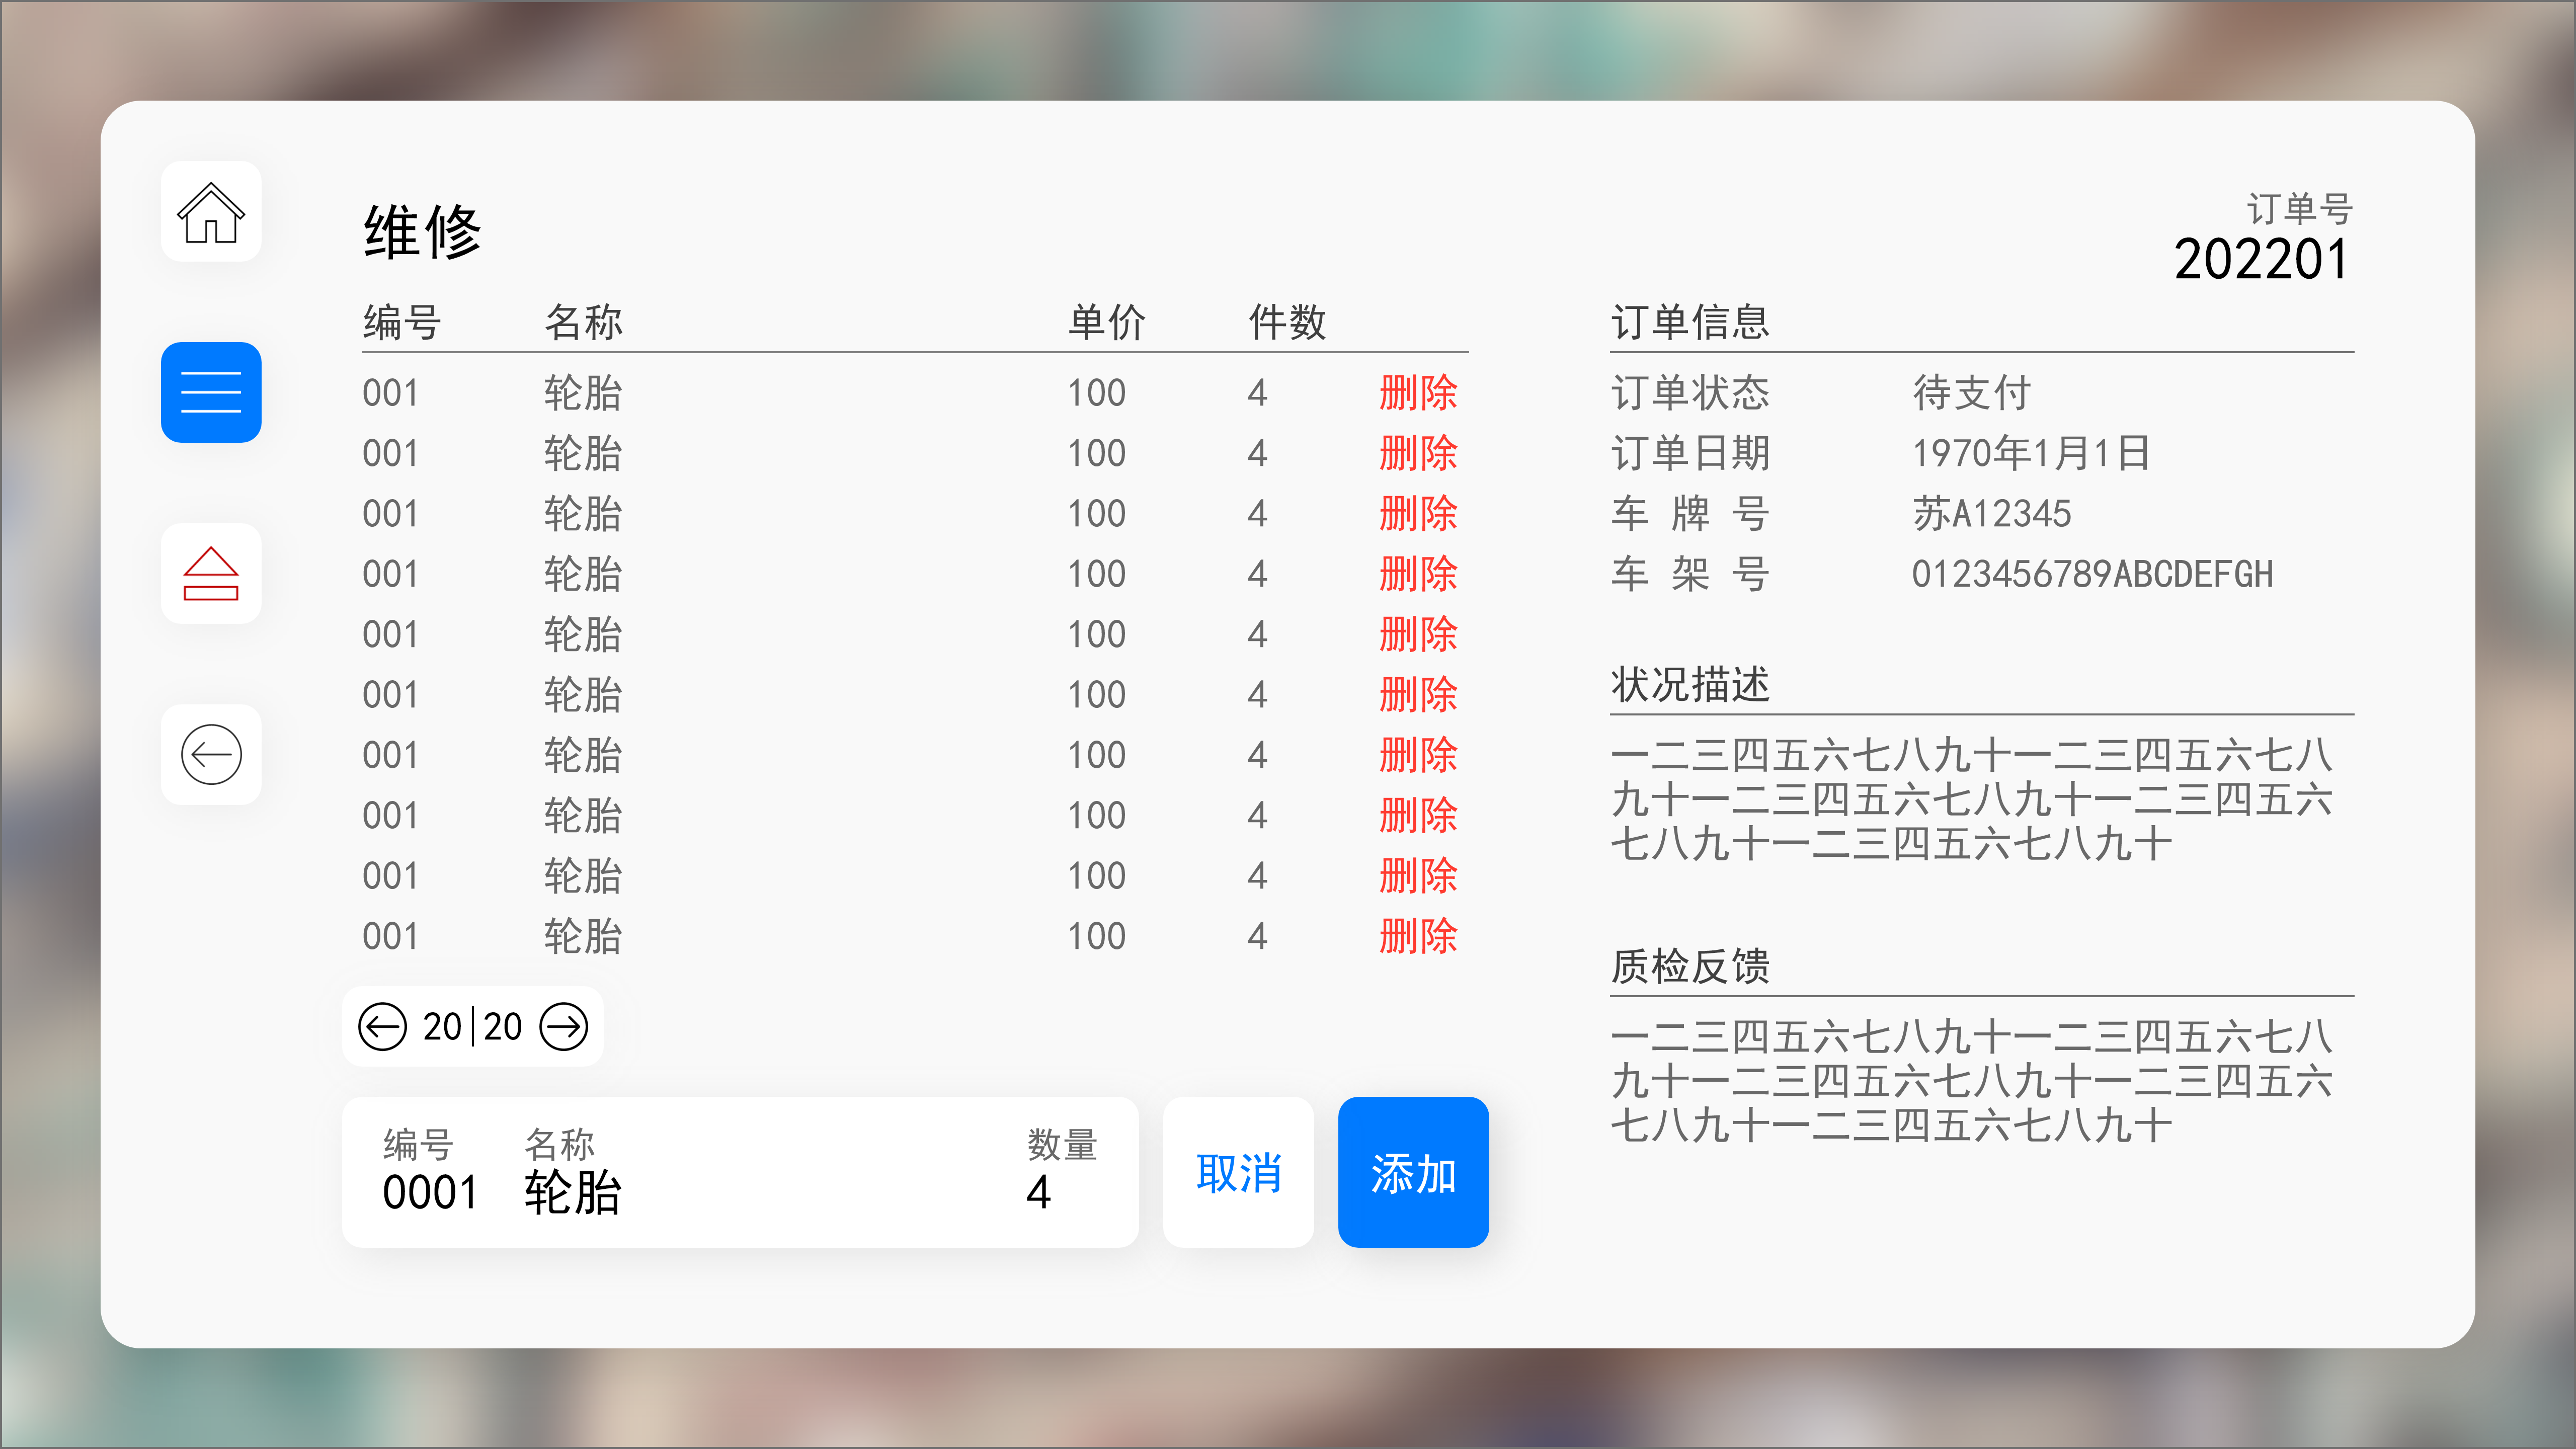 维修
订单号
202201
编号 名称 单价 件数
001 轮胎 100 4 删除
001 轮胎 100 4 删除
001 轮胎 100 4 删除
001 轮胎 100 4 删除
001 轮胎 100 4 删除
001 轮胎 100 4 删除
001 轮胎 100 4 删除
001 轮胎 100 4 删除
001 轮胎 100 4 删除
001 轮胎 100 4 删除
20|20
编号 名称 数量
0001 轮胎 4
取消
添加
订单信息
订单状态 待支付
订单日期 1970年1月1日
车 牌 号 苏A12345
车 架 号 0123456789ABCDEFGH
状况描述
一二三四五六七八九十一二三四五六七八
九十一二三四五六七八九十一二三四五六
七八九十一二三四五六七八九十
质检反馈
一二三四五六七八九十一二三四五六七八
九十一二三四五六七八九十一二三四五六
七八九十一二三四五六七八九十